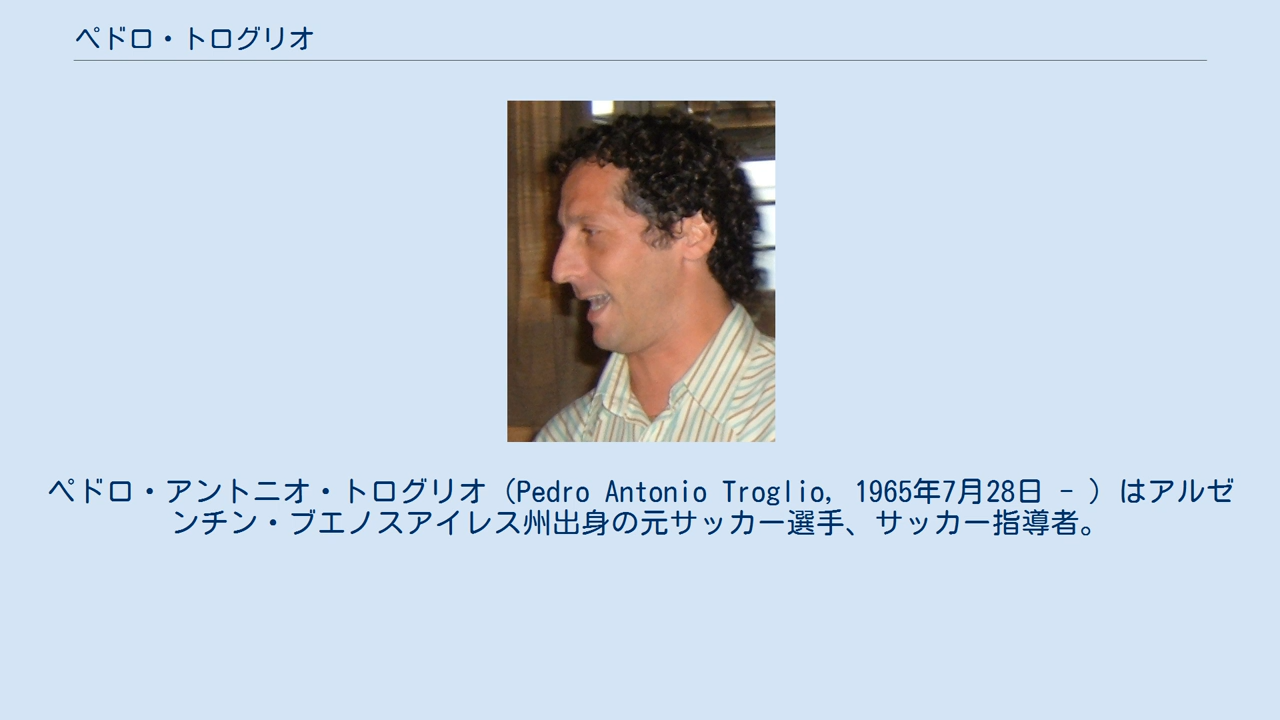 ペドロ・トログリオ
ペドロ・アントニオ・トログリオ（Pedro Antonio Troglio, 1965年7月28日 - ）はアルゼ
ンチン・ブエノスアイレス州出身の元サッカー選手、サッカー指導者。